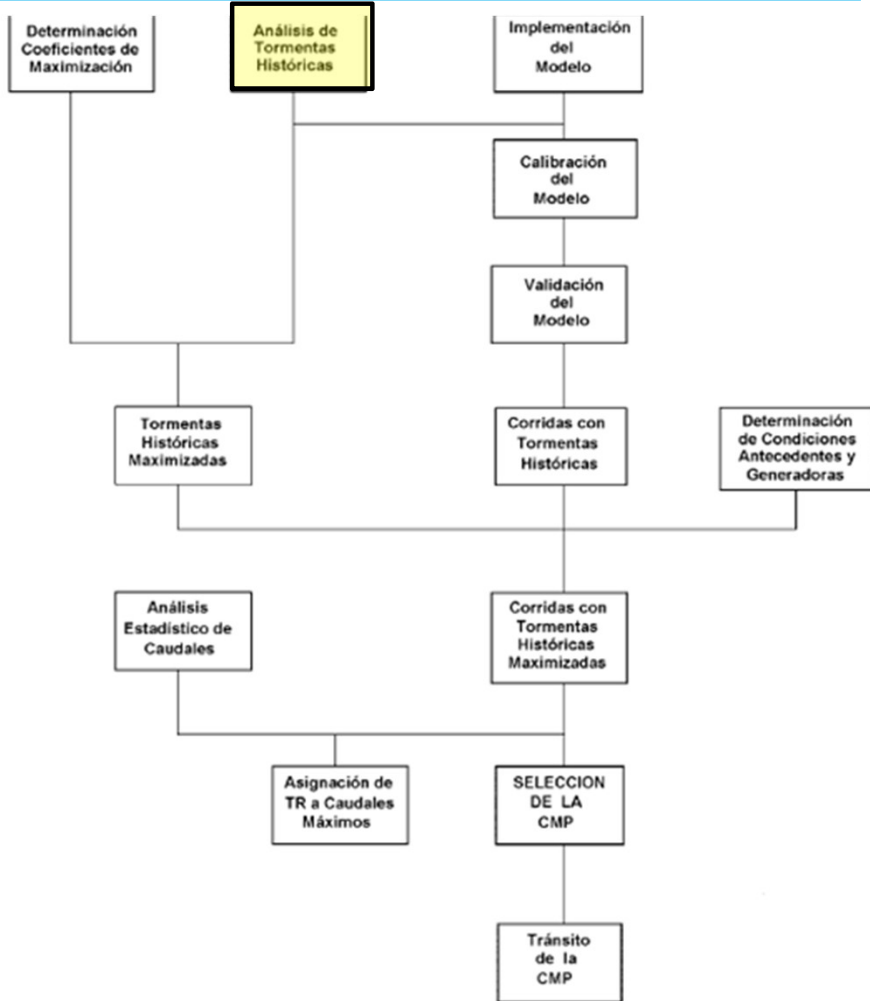 Determinación
Coeficientes de
Maximización
Análisis de
Tormentas
Históricas
Implementación
del
Modelo
Calibración
del
Modelo
Validación
del
Modelo
Tormentas
Históricas
Maximizadas
Corridas con
Tormentas
Históricas
Determinación
de Condiciones
Antecedentes y
Generadoras
Análisis
Estadístico de
Caudales
Corridas con
Tormentas
Históricas
Maximizadas
Asignación de
TR a Caudales
Máximos
SELECCION
DE LA
CMP
Tránsito
de la
CMP